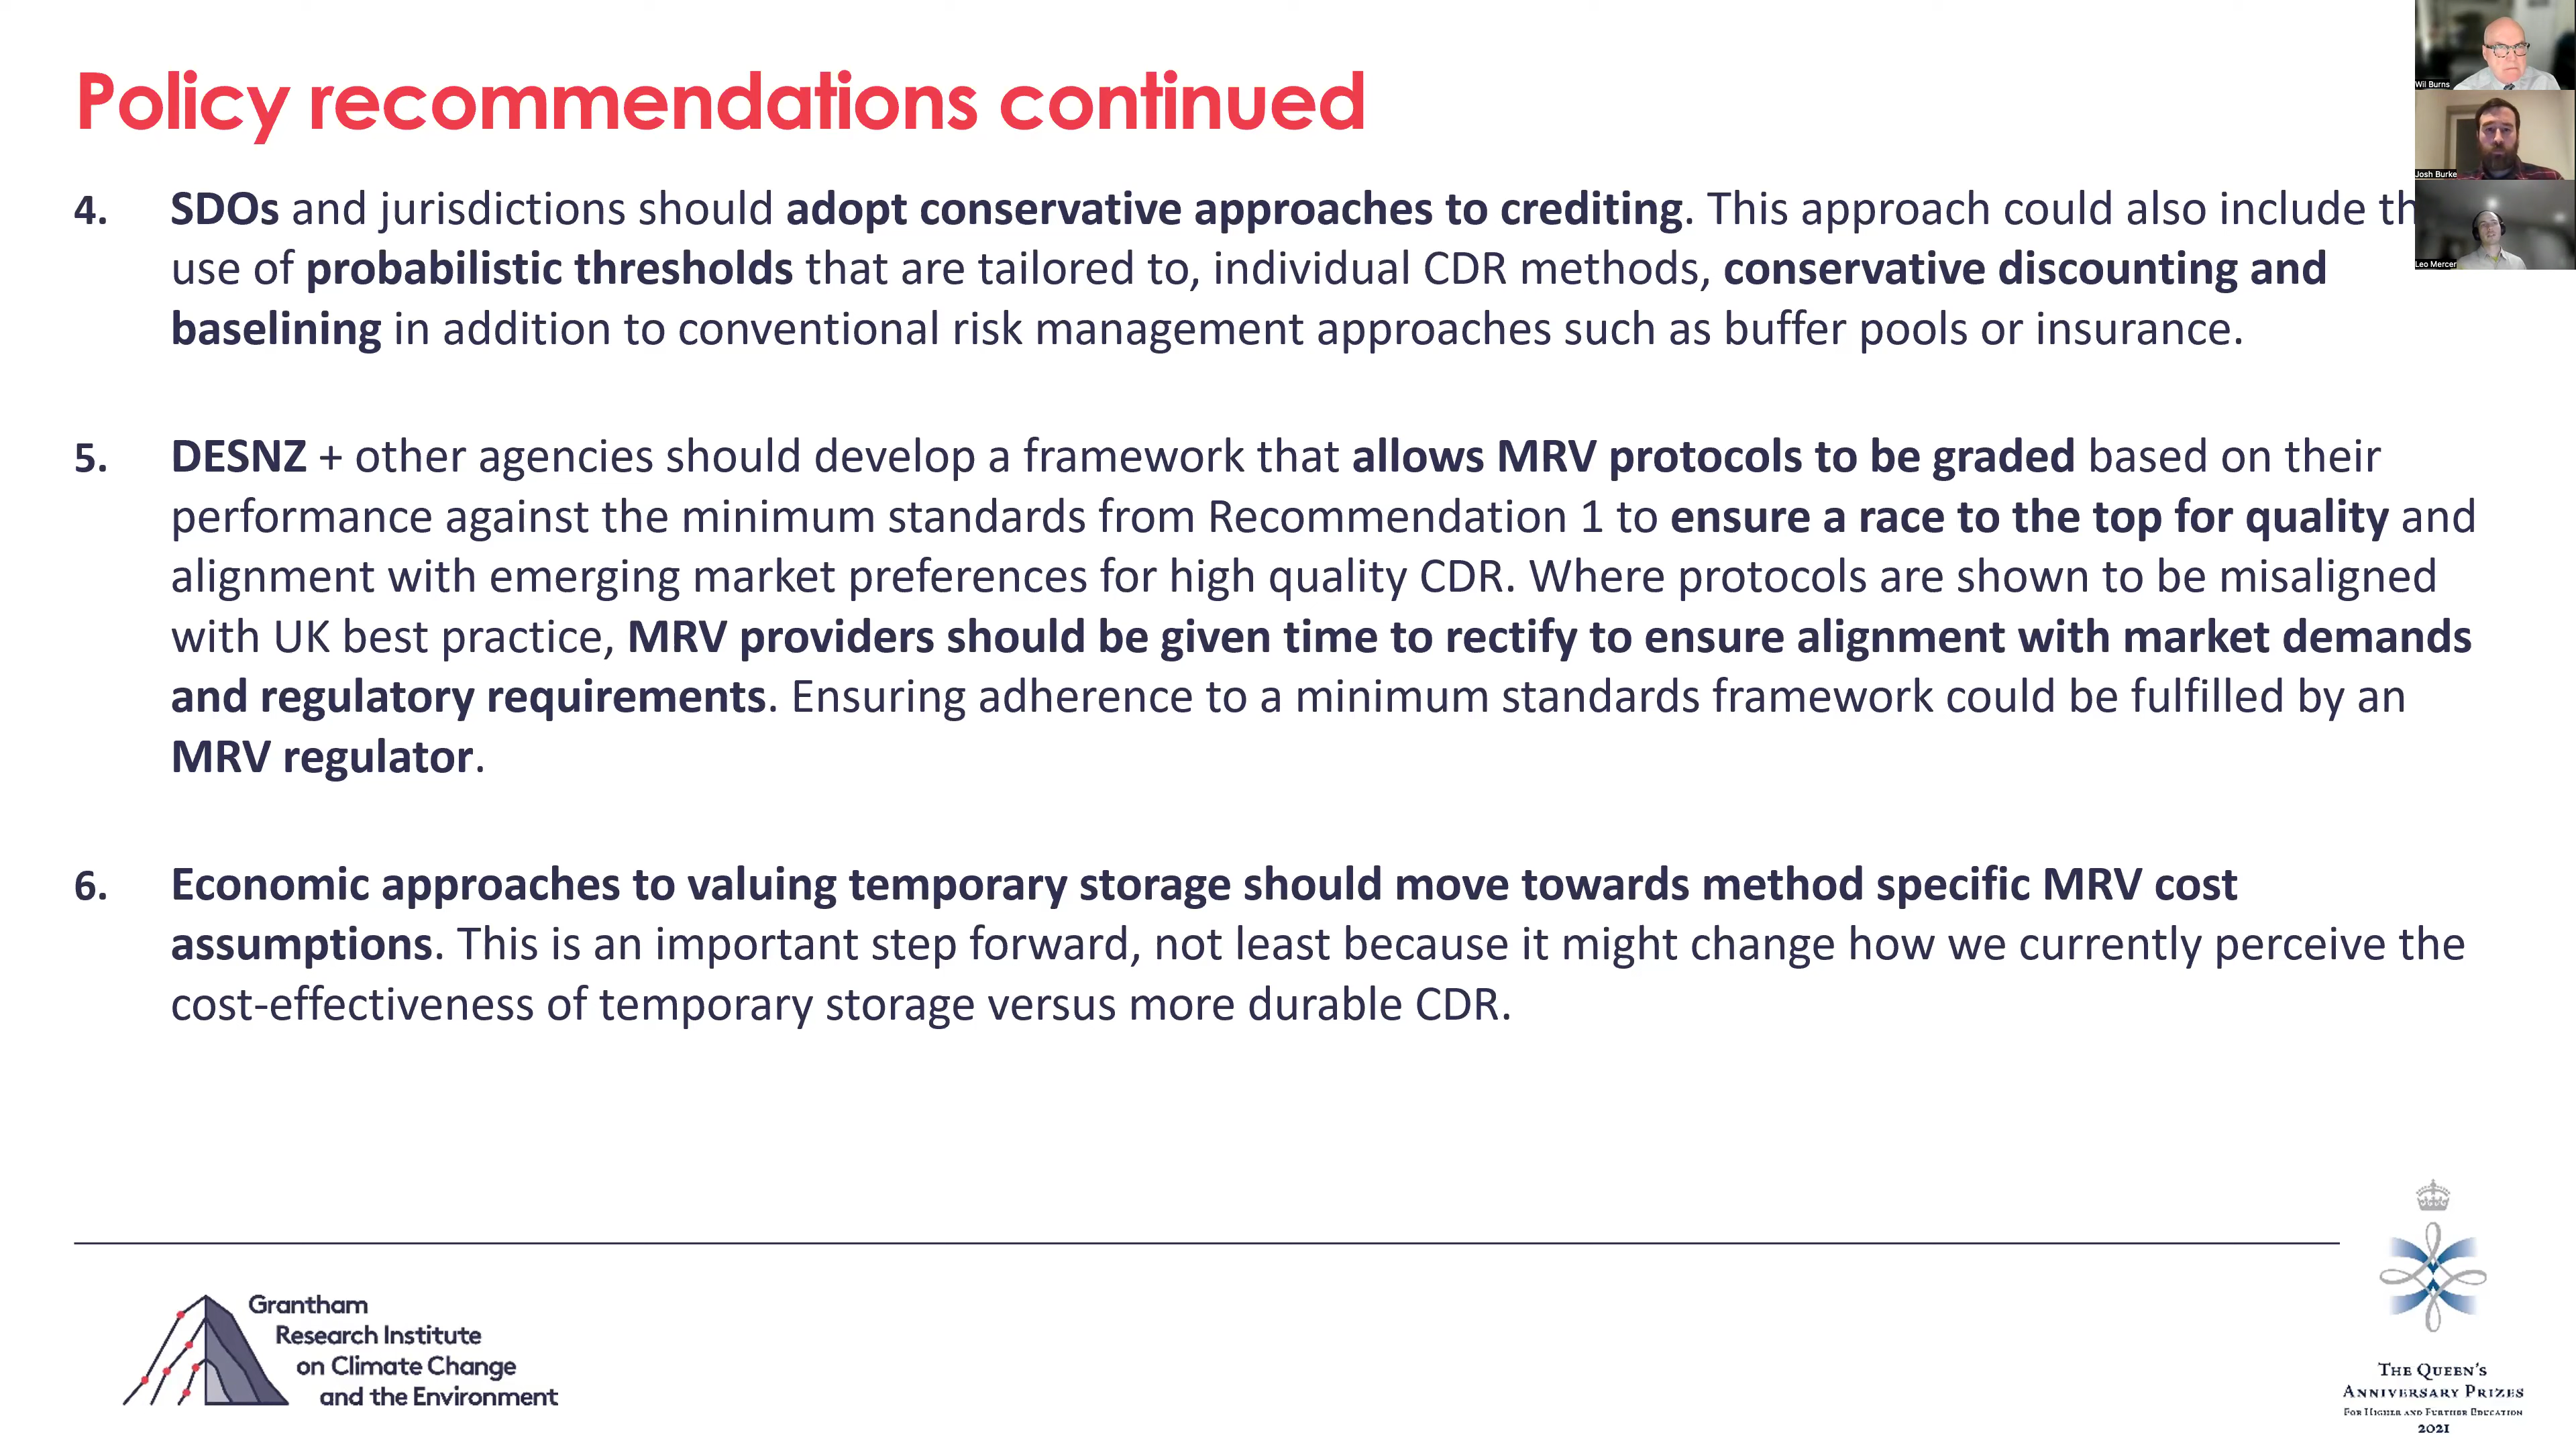 Policy recommendations continued
4. SDOs and jurisdictions should adopt conservative approaches to crediting. This approach could also include th
use of probabilistic thresholds that are tailored to, individual CDR methods, conservative discounting and
baselining in addition to conventional risk management approaches such as buffer pools or insurance.
5. DESNZ + other agencies should develop a framework that allows MRV protocols to be graded based on their
performance against the minimum standards from Recommendation 1 to ensure a race to the top for quality and
alignment with emerging market preferences for high quality CDR. Where protocols are shown to be misaligned
with UK best practice, MRV providers should be given time to rectify to ensure alignment with market demands
and regulatory requirements. Ensuring adherence to a minimum standards framework could be fulfilled by an
MRV regulator.
6. Economic approaches to valuing temporary storage should move towards method specific MRV cost
assumptions. This is an important step forward, not least because it might change how we currently perceive the
cost-effectiveness of temporary storage versus more durable CDR.
Wil Burns
Josh Burke
Leo Mercer
Grantham
Research Institute
on Climate Change
and the Environment
THE QUEEN'S
ANNIVERSARY PRIZES
FOR HIGHER AND FURTHER EDUCATION
2021